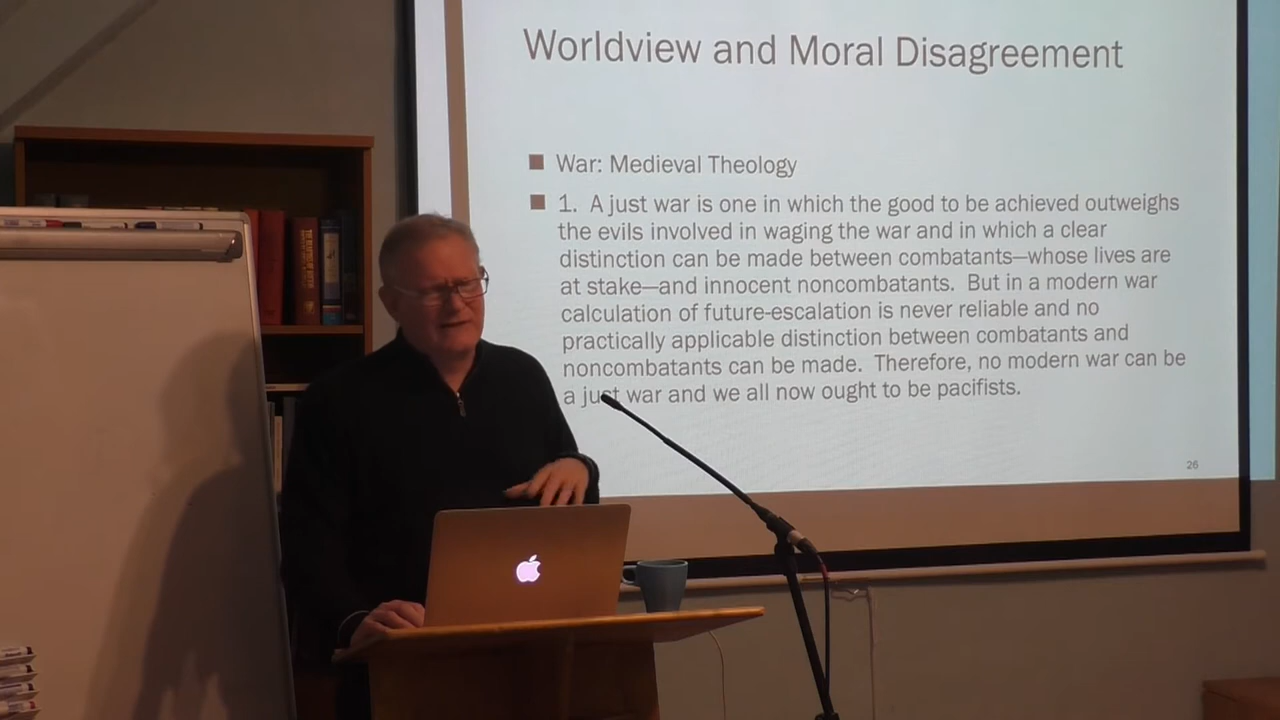 Worldview and Moral Disagreement
War: Medieval Theology
1. A just war is one in which the good to be achieved outweighs
the evils involved in waging the war and in which a clear
distinction can be made between combatants—whose lives are
at stake—and innocent noncombatants. But in a modern war
calculation of future-escalation is never reliable and no
practically applicable distinction between combatants and
noncombatants can be made. Therefore, no modern war can be
a just war and we all now ought to be pacifists.
26